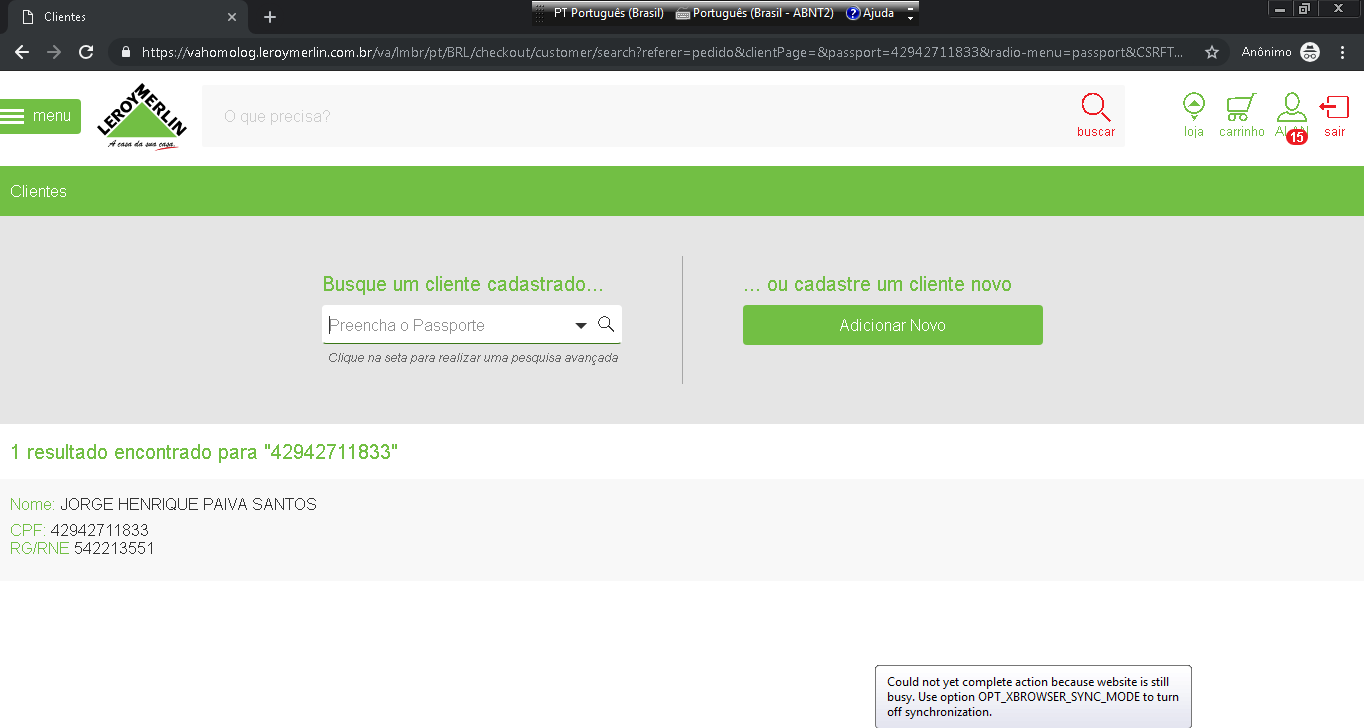 Clientes
PT Português (Brasil) Português (Brasil - ABNT2) Ajuda
https://vahomolog.leroymerlin.com.br/va/lmbr/pt/BRL/checkout/customer/search?referer=pedido&clientPage=&passport=42942711833&radio-menu=passport&CSRFT...
Anônimo
menu
LEROY MERLIN
A casa da sua casa.
O que precisa?
buscar
loja
carrinho
15
sair
Clientes
Busque um cliente cadastrado...
Preencha o Passporte
Clique na seta para realizar uma pesquisa avançada
... ou cadastre um cliente novo
Adicionar Novo
1 resultado encontrado para "42942711833"
Nome: JORGE HENRIQUE PAIVA SANTOS
CPF: 42942711833
RG/RNE 542213551
Could not yet complete action because website is still
busy. Use option OPT_XBROWSER_SYNC_MODE to turn
off synchronization.